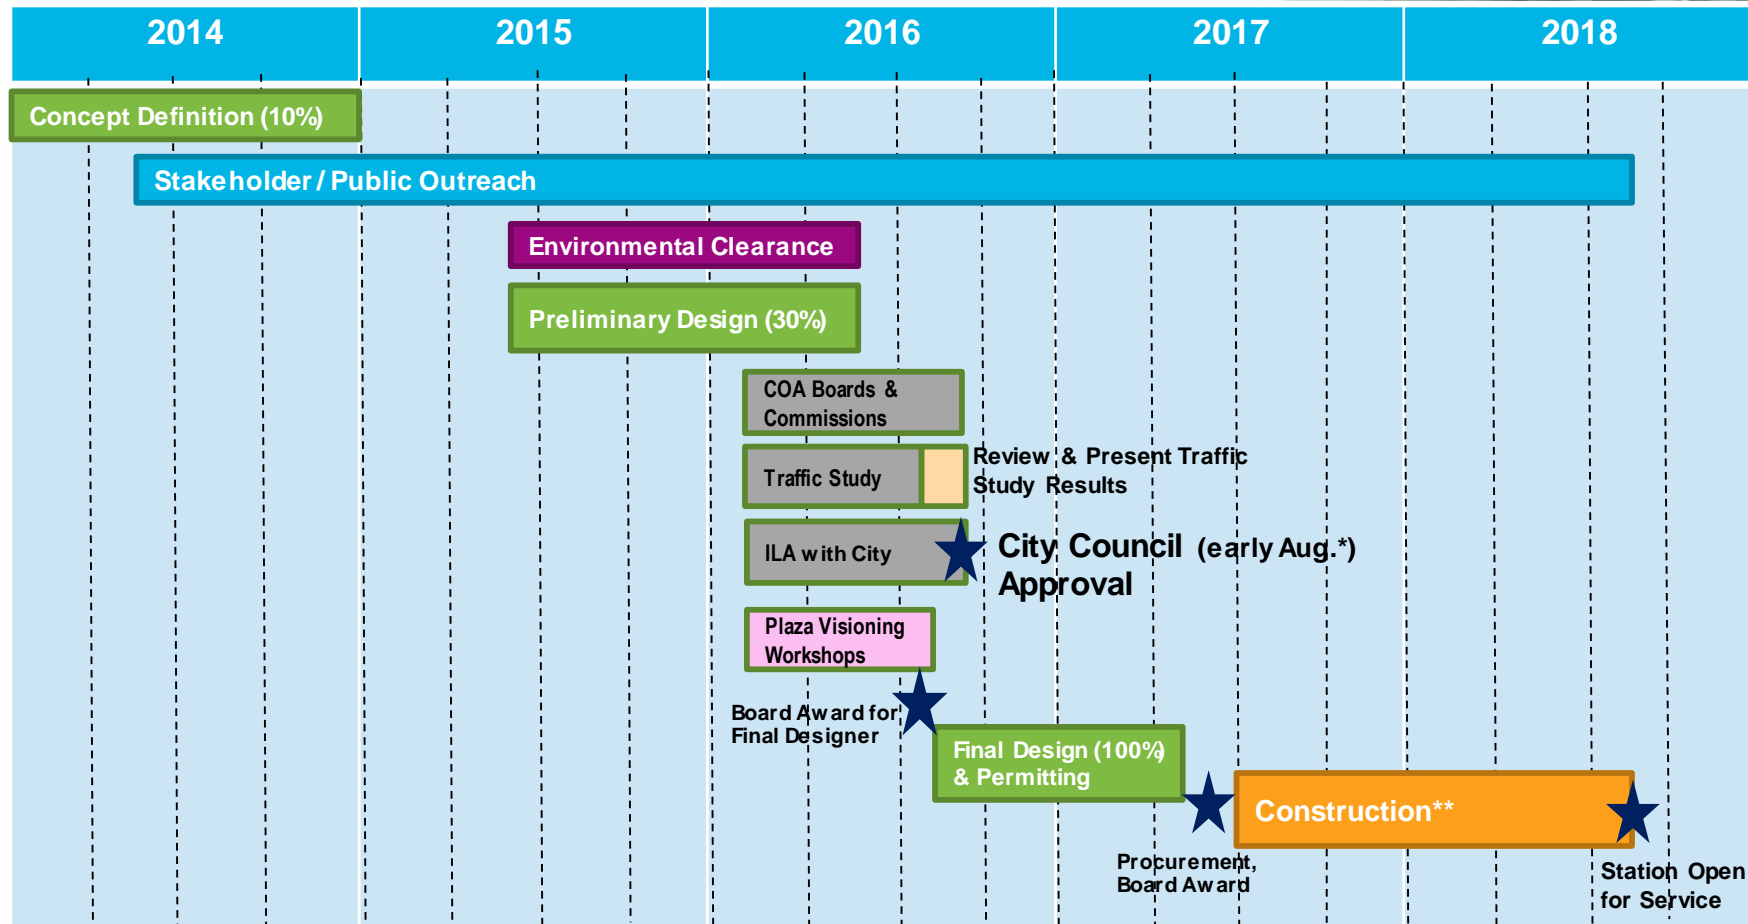 2014 2015 2016 2017 2018
Concept Definition (10%)
Stakeholder / Public Outreach
Environmental Clearance
Preliminary Design (30%)
COA Boards &
Commissions
Traffic Study
Review & Present Traffic
Study Results
ILA with City
City Council (early Aug.*)
Approval
Plaza Visioning
Workshops
Board Award for
Final Designer
Final Design (100%)
& Permitting
Construction**
Procurement,
Board Award
Station Open
for Service